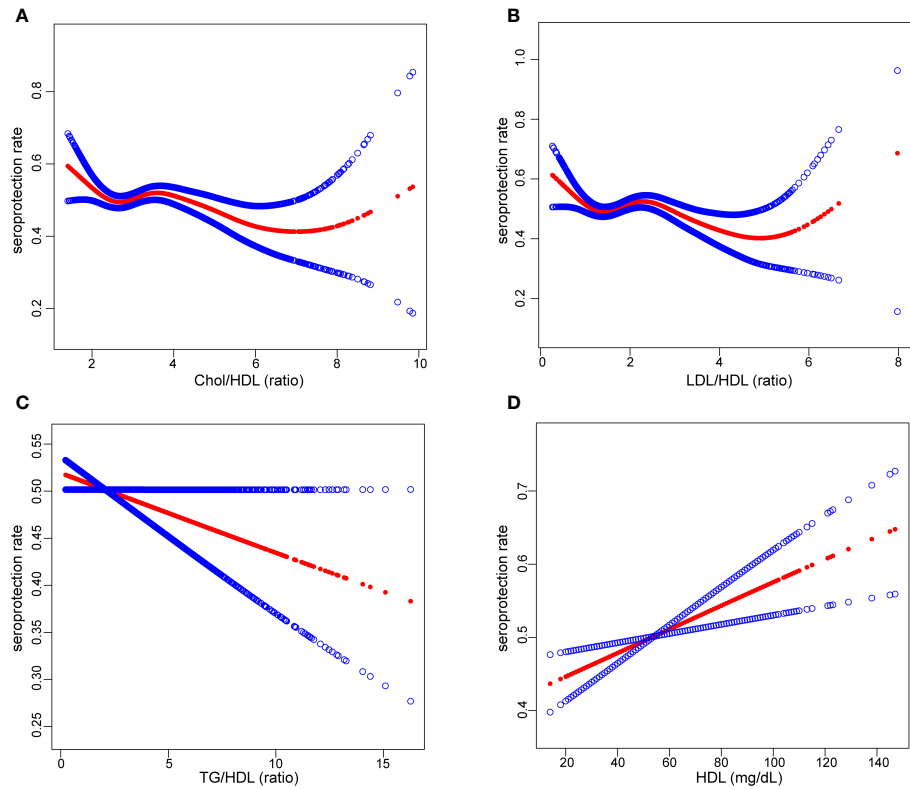 A
seroprotection rate
0.8
0.6
0.4
0.2
2 4 6 8 10
Chol/HDL (ratio)
B
seroprotection rate
1.0
0.8
0.6
0.4
0.2
0 2 4 6 8
LDL/HDL (ratio)
C
seroprotection rate
0.55
0.50
0.45
0.40
0.35
0.30
0.25
0 5 10 15
TG/HDL (ratio)
D
seroprotection rate
0.7
0.6
0.5
0.4
20 40 60 80 100 120 140
HDL (mg/dL)